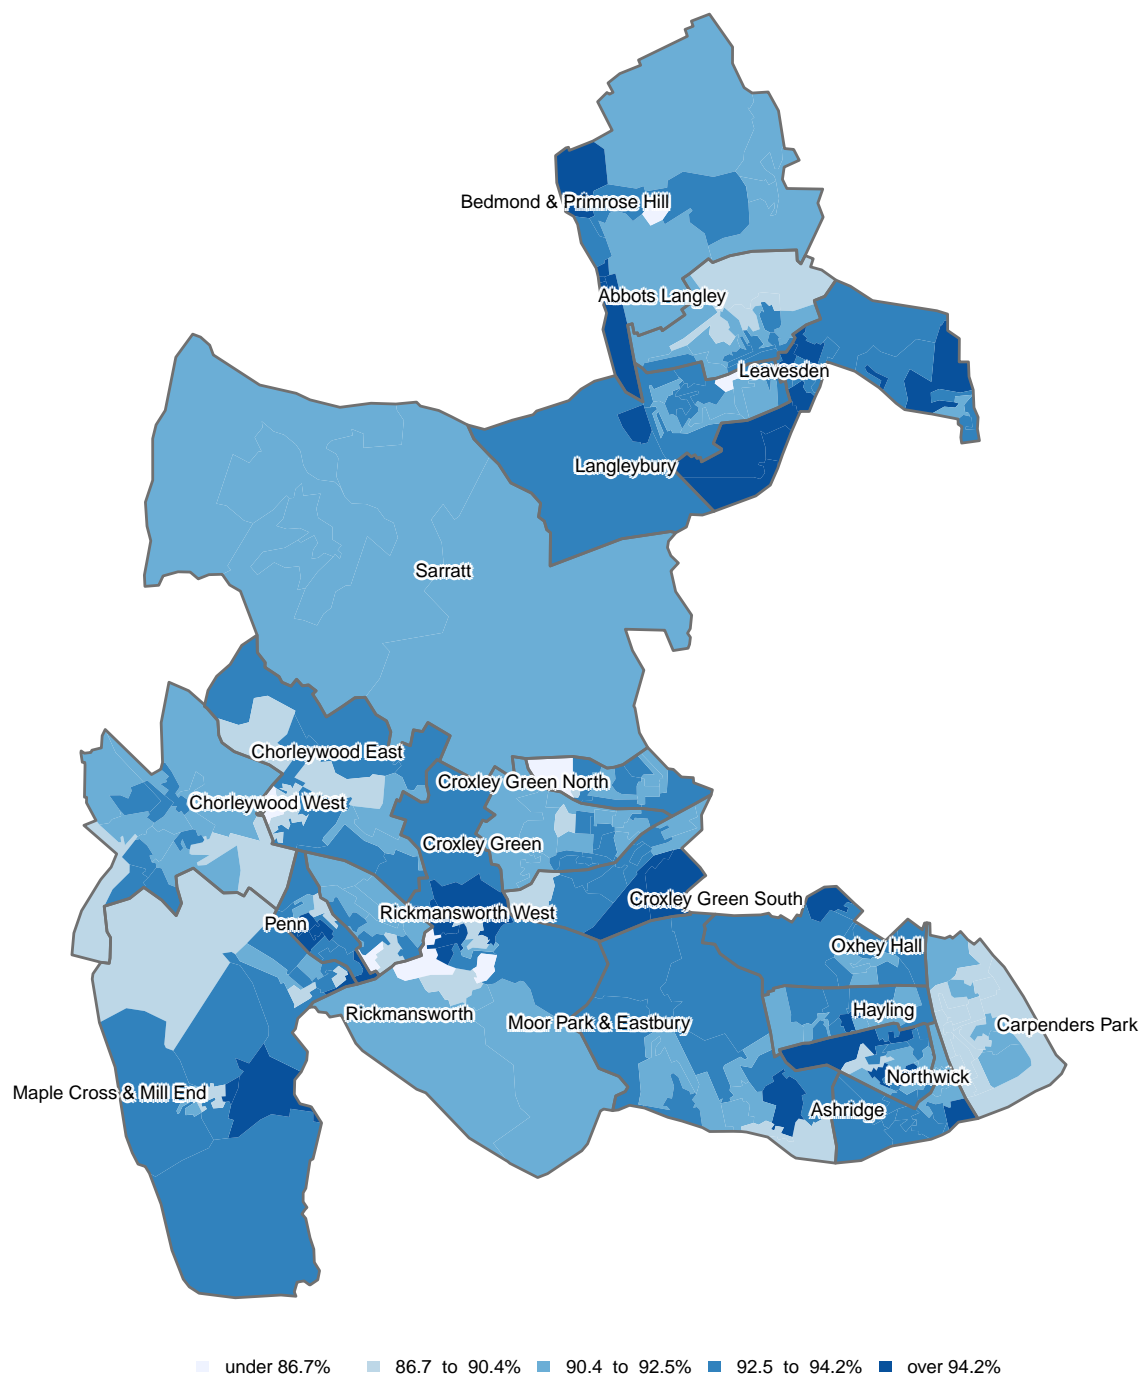 Bedmond & Primrose Hill
Abbots Langley
Leavesden
Langleybury
Sarratt
Chorleywood East
Croxley Green North
Chorleywood West
Croxley Green
Croxley Green South
Rickmansworth West
Penn
Oxhey Hall
Hayling
Rickmansworth
Moor Park & Eastbury
Carpenders Park
Northwick
Maple Cross & Mill End
Ashridge
under 86.7% 86.7 to 90.4% 90.4 to 92.5% 92.5 to 94.2% over 94.2%